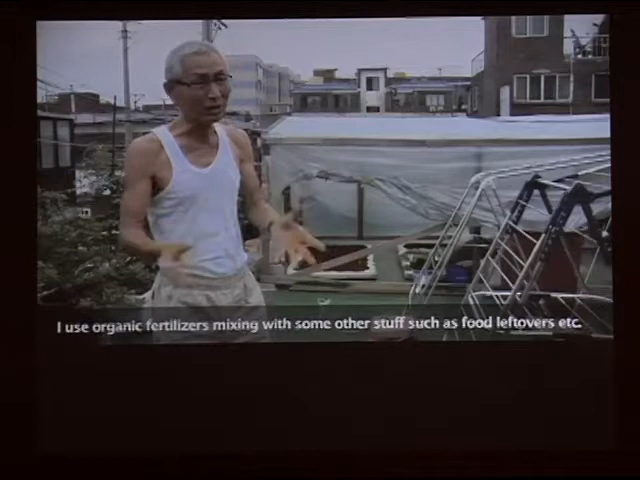 I use organic fertilizers mixing with some other stuff such as food leftovers etc.